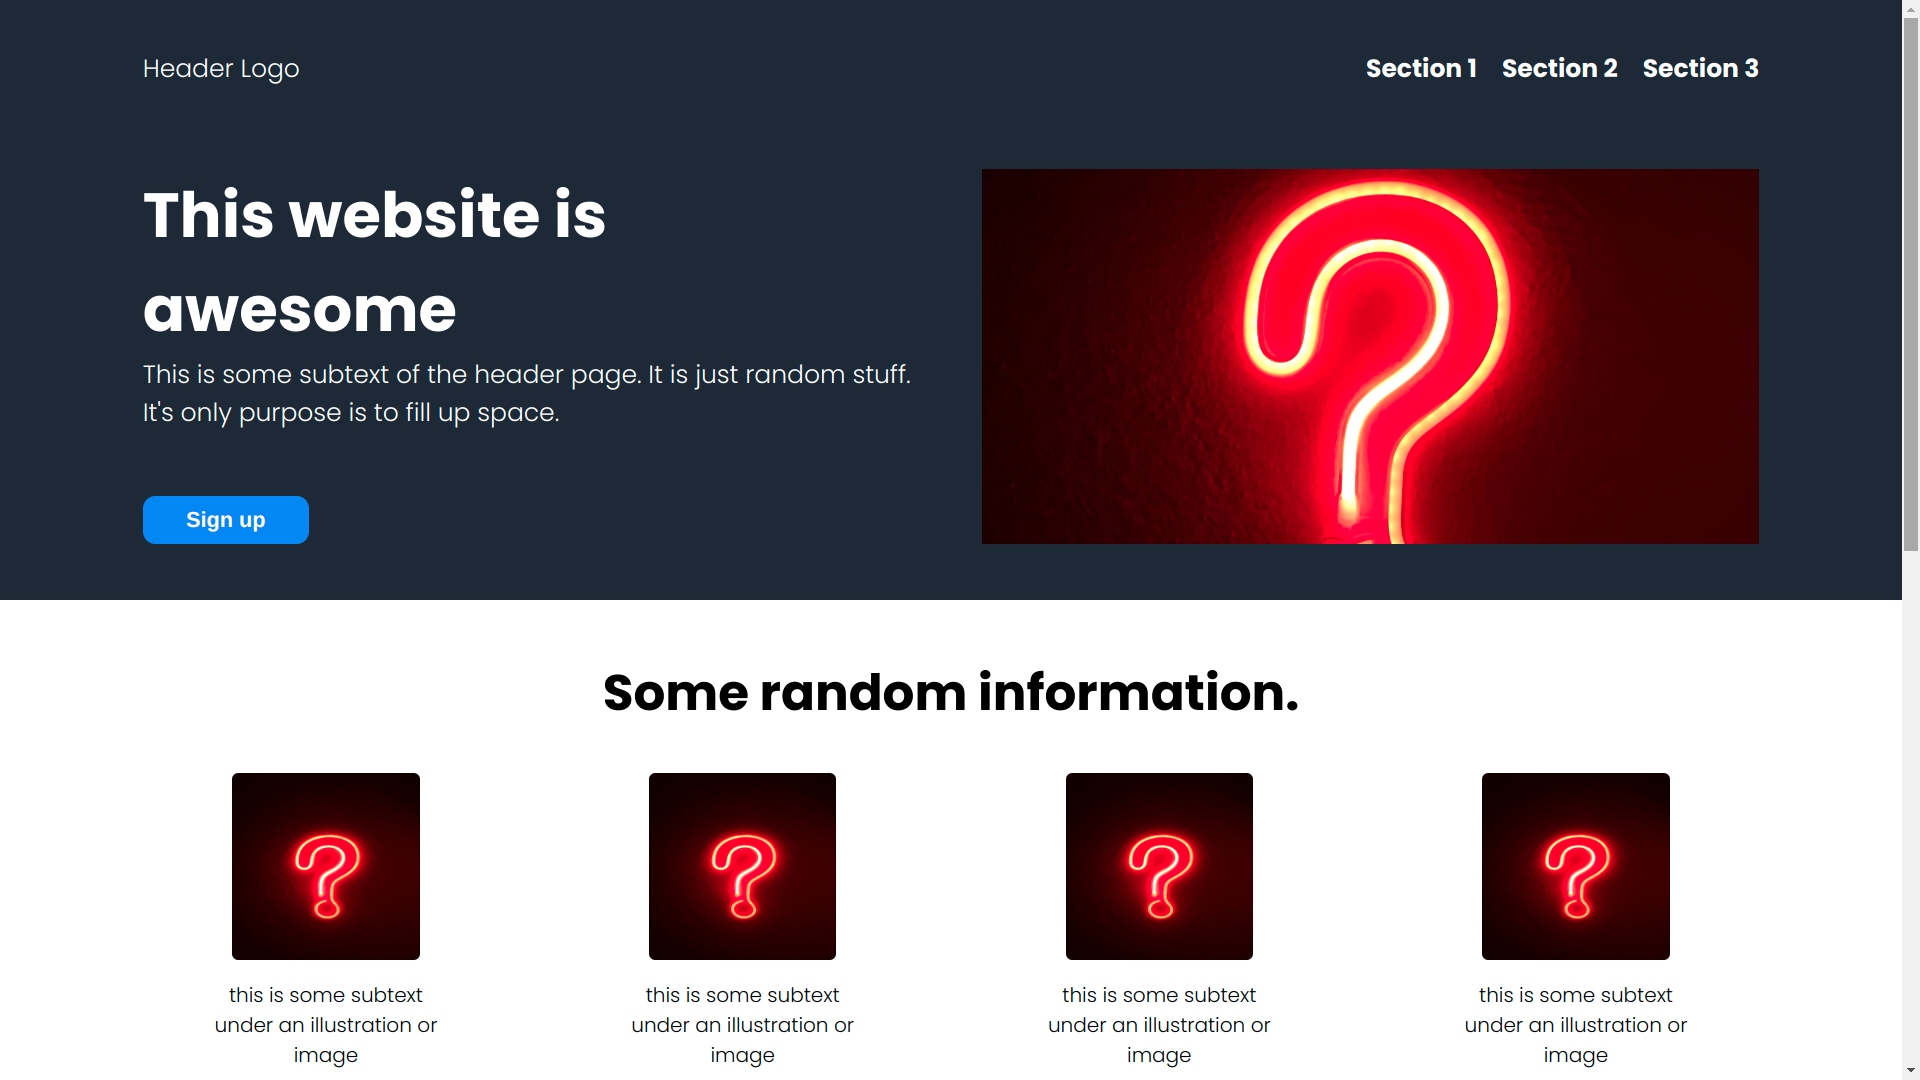 Header Logo
Section 1 Section 2 Section 3
This website is
awesome
This is some subtext of the header page. It is just random stuff.
It's only purpose is to fill up space.
Sign up
Some random information.
this is some subtext
under an illustration or
image
this is some subtext
under an illustration or
image
this is some subtext
under an illustration or
image
this is some subtext
under an illustration or
image